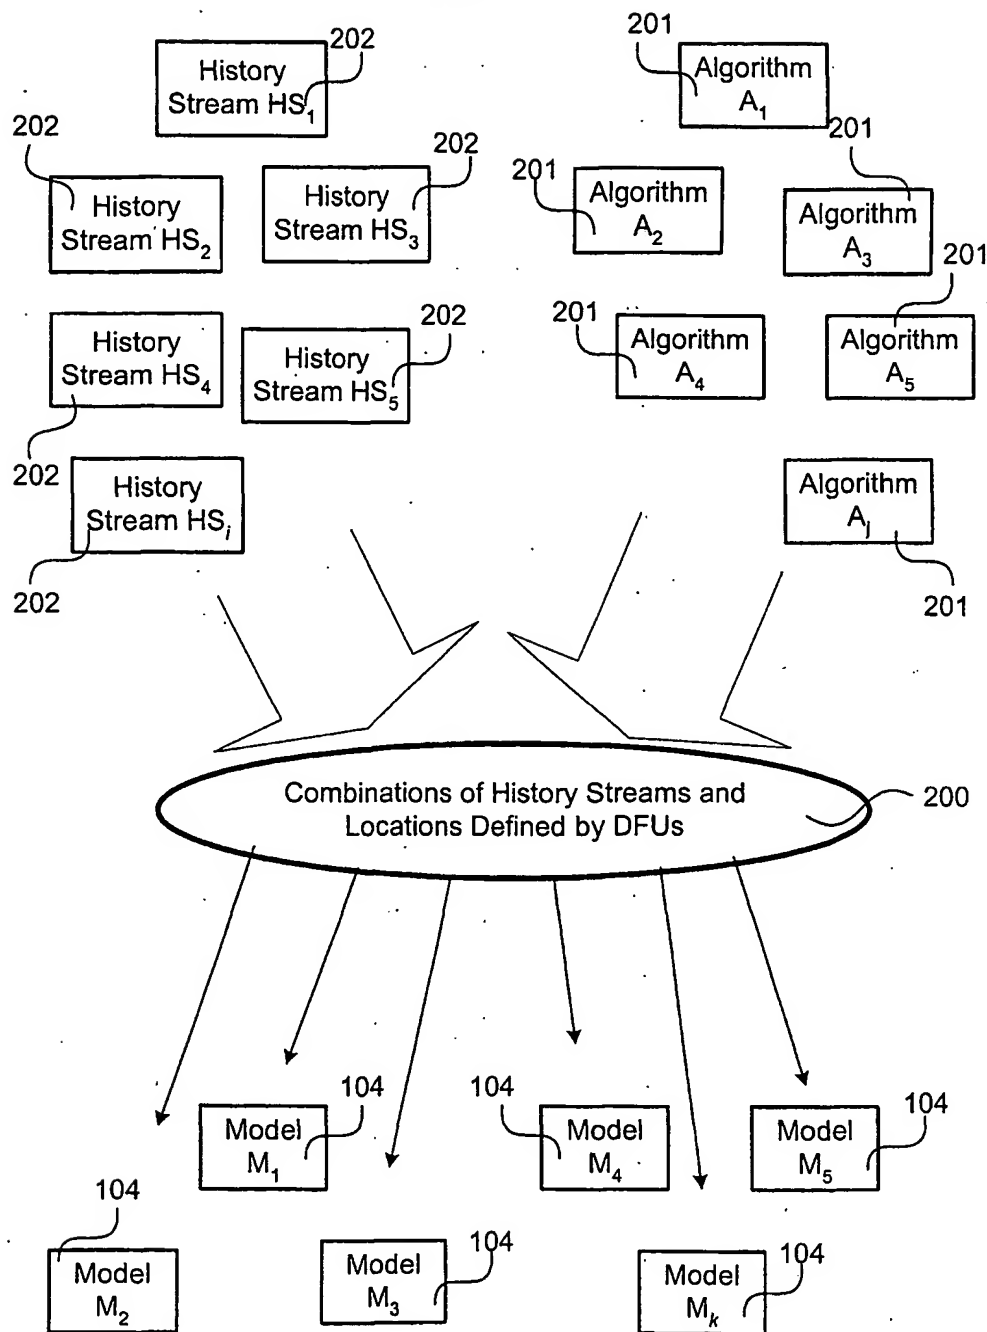 202
History
Stream HS1
201
Algorithm
A1
202
History
Stream HS2
202
History
Stream HS3
201
Algorithm
A2
201
Algorithm
A3
202
History
Stream HS4
202
History
Stream HS5
201
Algorithm
A4
201
Algorithm
A5
202
History
Stream HSi
Algorithm
Aj
201
Combinations of History Streams and
Locations Defined by DFUs
200
104
Model
M1
104
Model
M4
104
Model
M5
104
Model
M2
104
Model
M3
104
Model
Mk